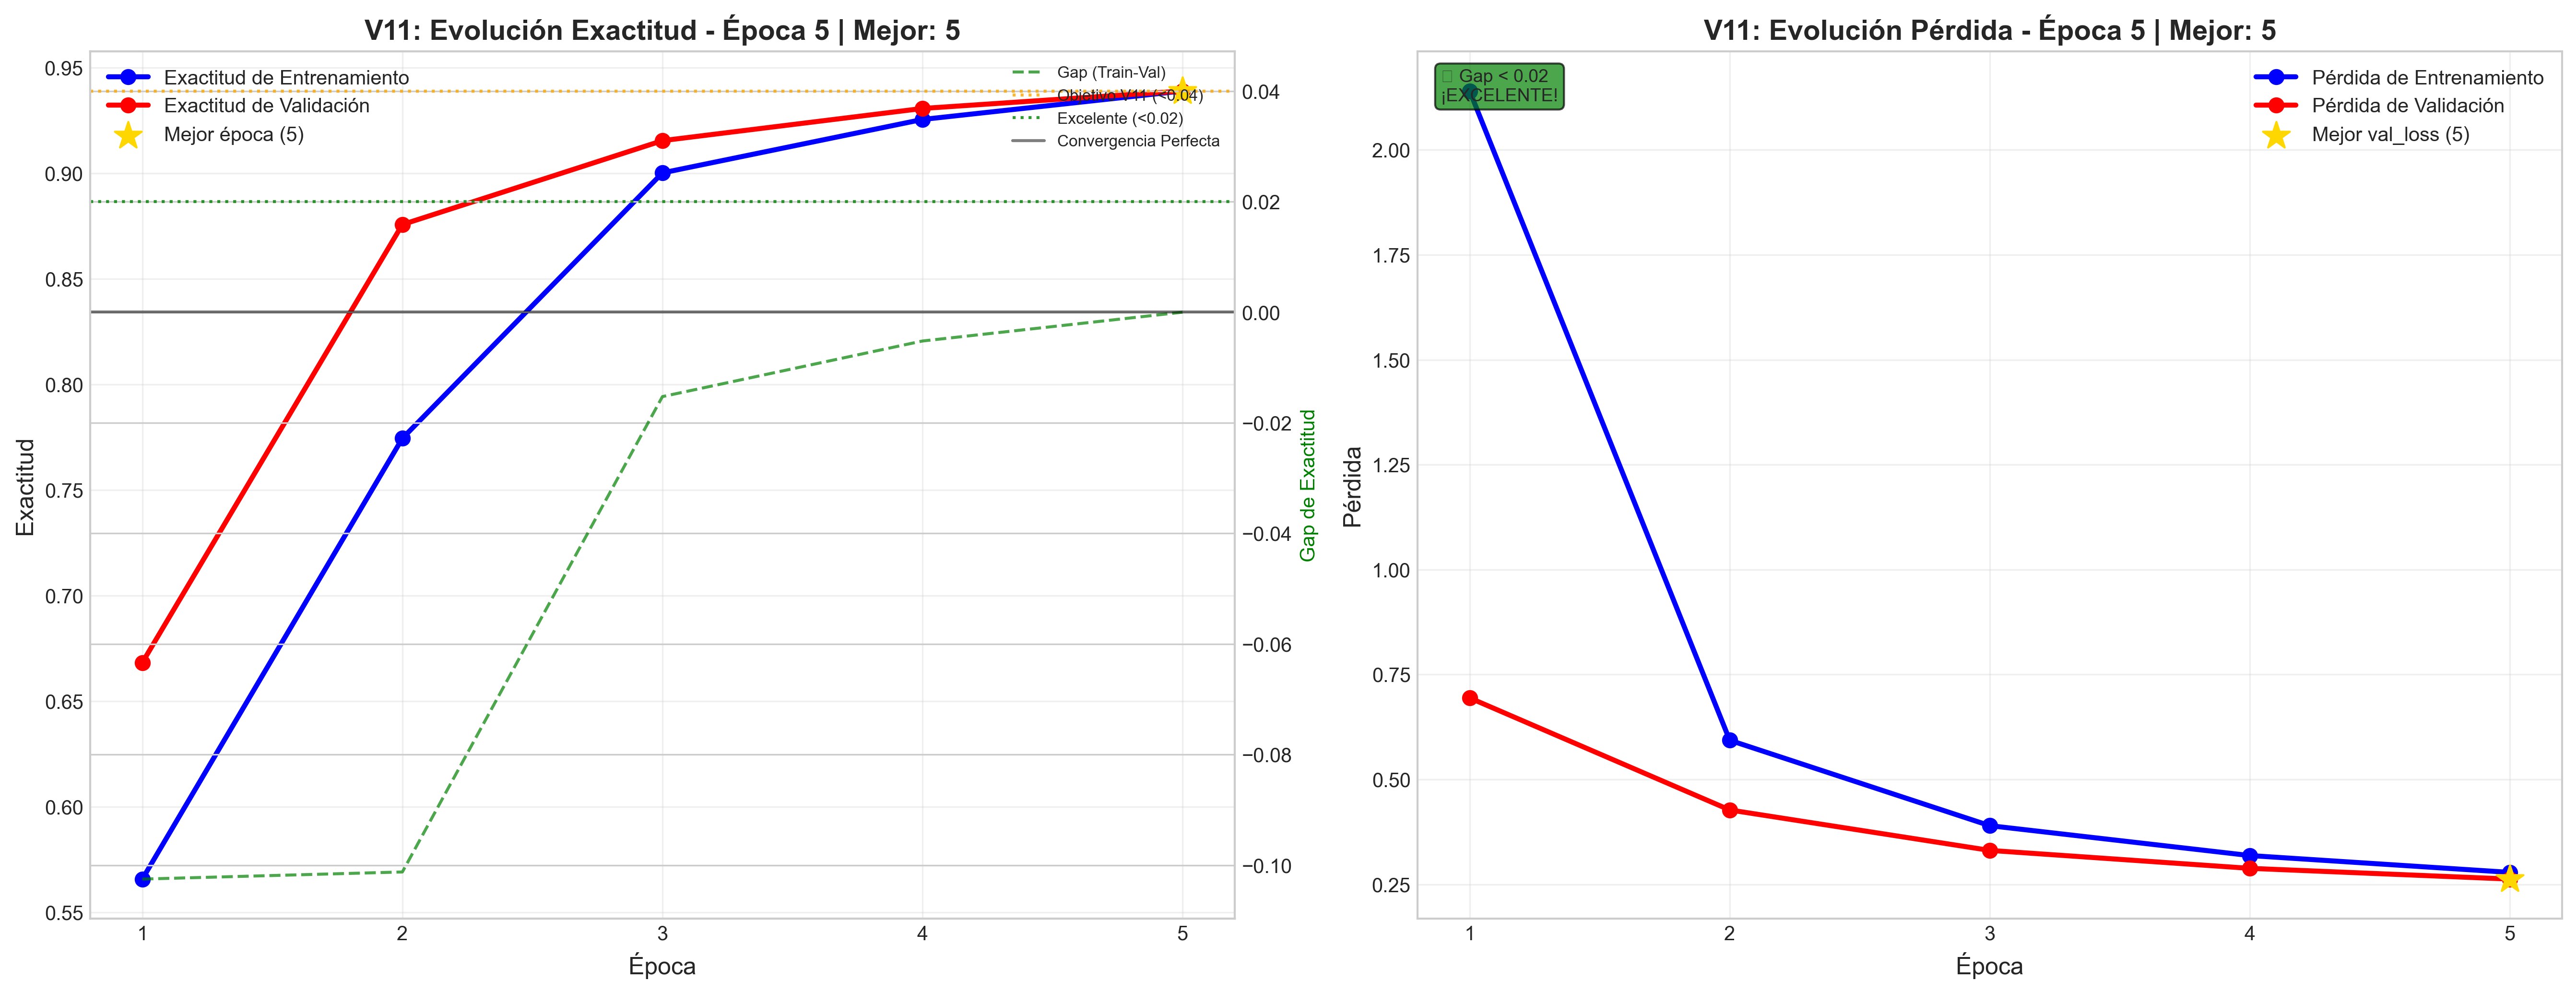 V11: Evolución Exactitud - Época 5 | Mejor: 5
Exactitud de Entrenamiento
Exactitud de Validación
Mejor época (5)
Gap (Train-Val)
Objetivo V11 (<0.04)
Excelente (<0.02)
Convergencia Perfecta
0.95
0.90
0.85
0.80
0.75
0.70
0.65
0.60
0.55
Exactitud
0.04
0.02
0.00
−0.02
−0.04
−0.06
−0.08
−0.10
Gap de Exactitud
1 2 3 4 5
Época
V11: Evolución Pérdida - Época 5 | Mejor: 5
Gap < 0.02
¡EXCELENTE!
Pérdida de Entrenamiento
Pérdida de Validación
Mejor val_loss (5)
2.00
1.75
1.50
1.25
1.00
0.75
0.50
0.25
Pérdida
1 2 3 4 5
Época